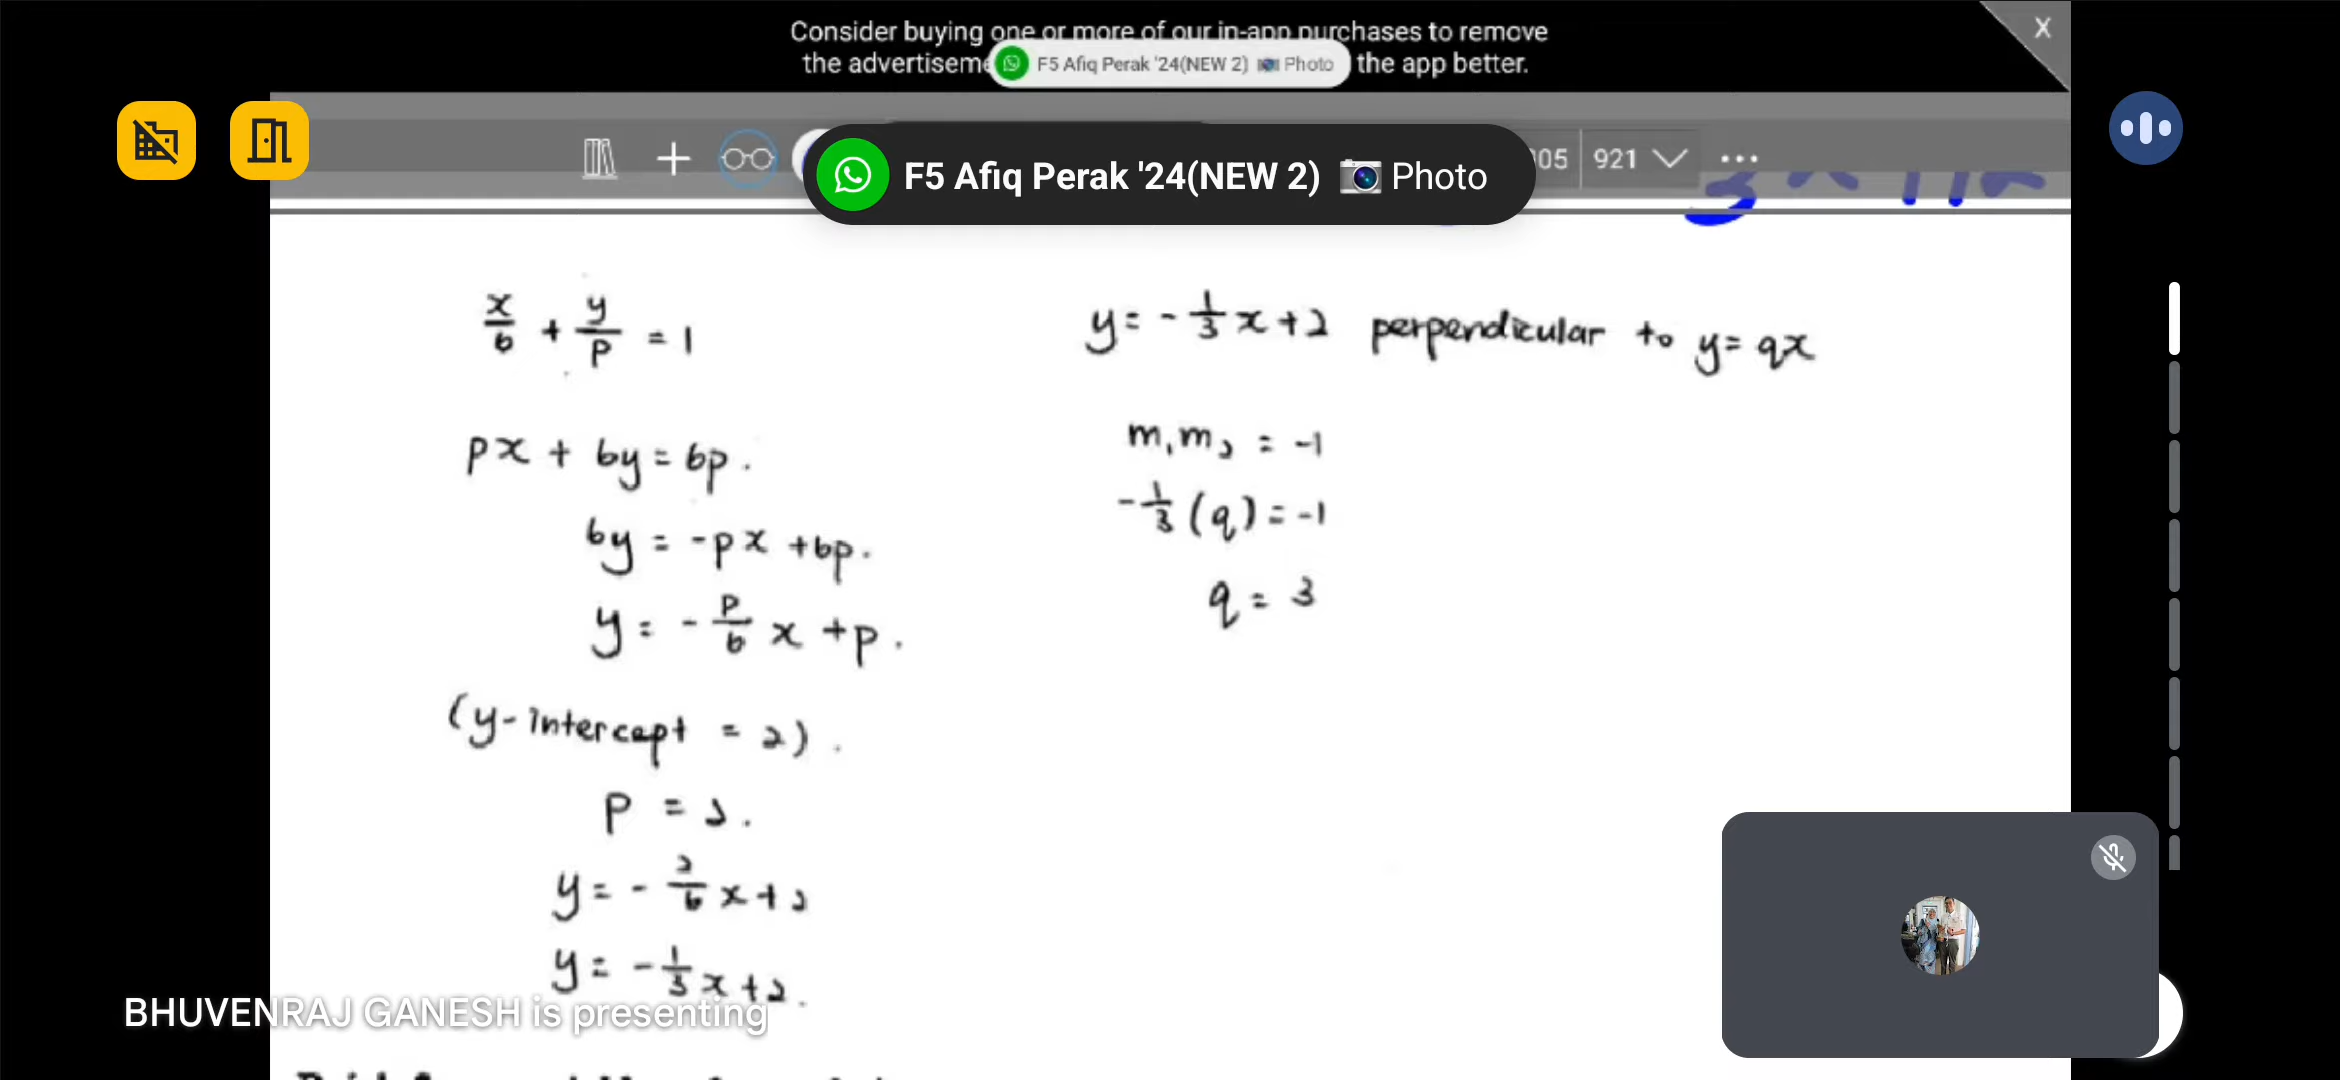 Consider buying one or more of our in-app purchases to remove
the advertiseme the app better.
F5 Afiq Perak '24(NEW 2) 📷 Photo
F5 Afiq Perak '24(NEW 2) 📷 Photo
05 921
x/6 + y/p = 1
px + 6y = 6p.
6y = -px + 6p.
y = -p/6 x + p.
(y-intercept = 2).
P = 2.
y = -2/6 x + 2
y = -1/3 x + 2.
y = -1/3 x + 2 perpendicular to y = qx
m₁m₂ = -1
-1/3 (q) = -1
q = 3
BHUVENRAJ GANESH is presenting